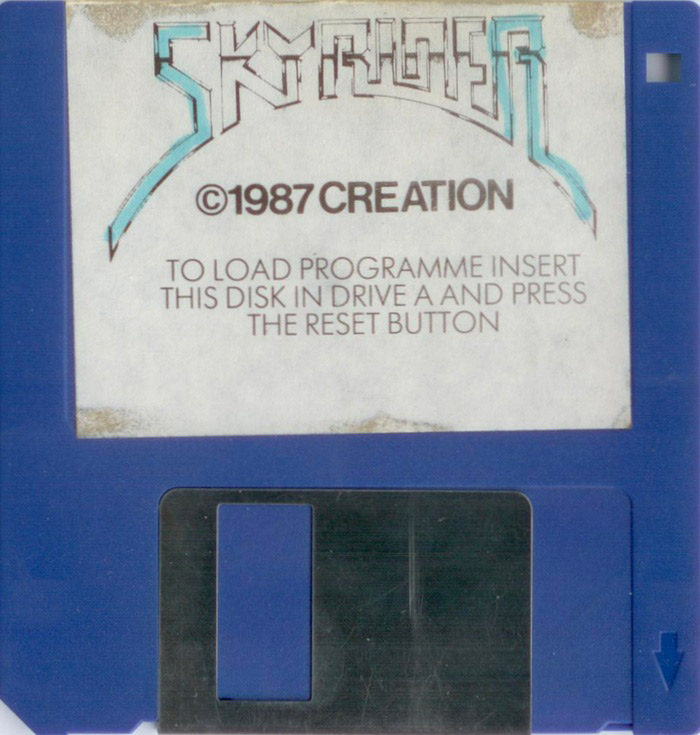 SKYRIDER
©1987 CREATION
TO LOAD PROGRAMME INSERT
THIS DISK IN DRIVE A AND PRESS
THE RESET BUTTON